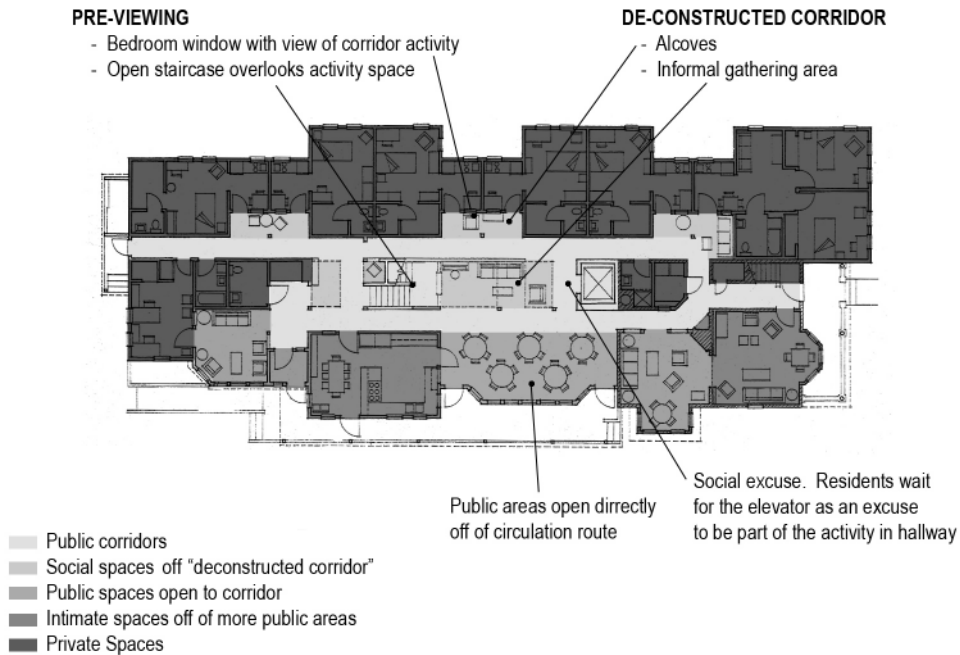 PRE-VIEWING
- Bedroom window with view of corridor activity
- Open staircase overlooks activity space
DE-CONSTRUCTED CORRIDOR
- Alcoves
- Informal gathering area
Public areas open dirrectly
off of circulation route
Social excuse. Residents wait
for the elevator as an excuse
to be part of the activity in hallway
Public corridors
Social spaces off “deconstructed corridor”
Public spaces open to corridor
Intimate spaces off of more public areas
Private Spaces